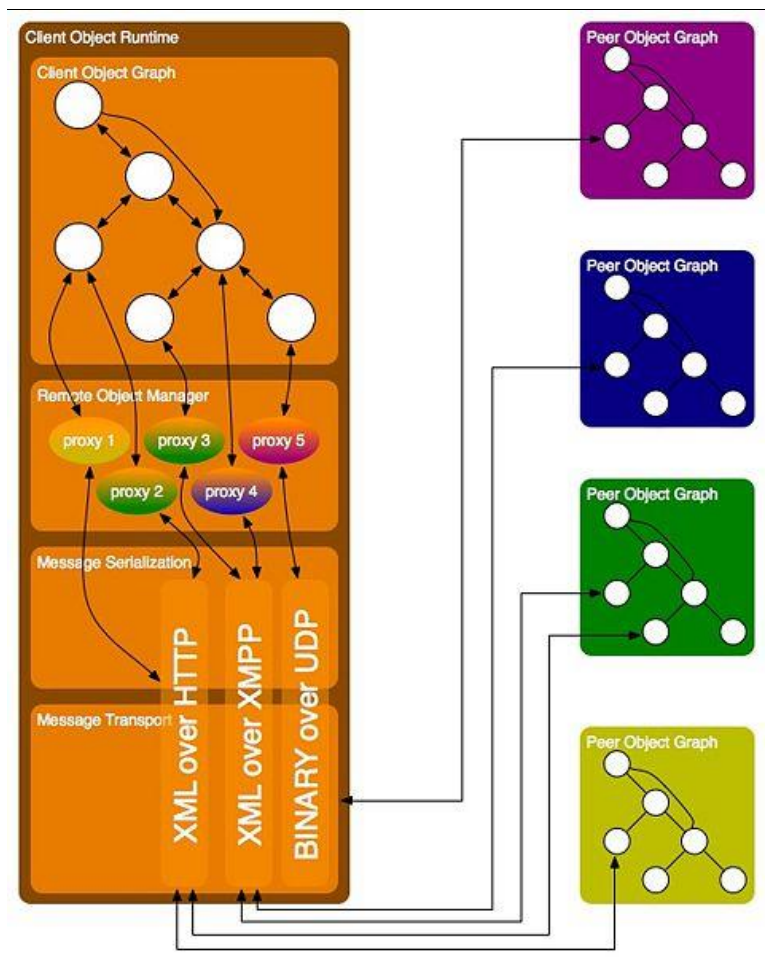 Client Object Runtime
Client Object Graph
Remote Object Manager
proxy 1
proxy 3
proxy 5
proxy 2
proxy 4
Message Serialization
Message Transport
XML over HTTP
XML over XMPP
BINARY over UDP
Peer Object Graph
Peer Object Graph
Peer Object Graph
Peer Object Graph